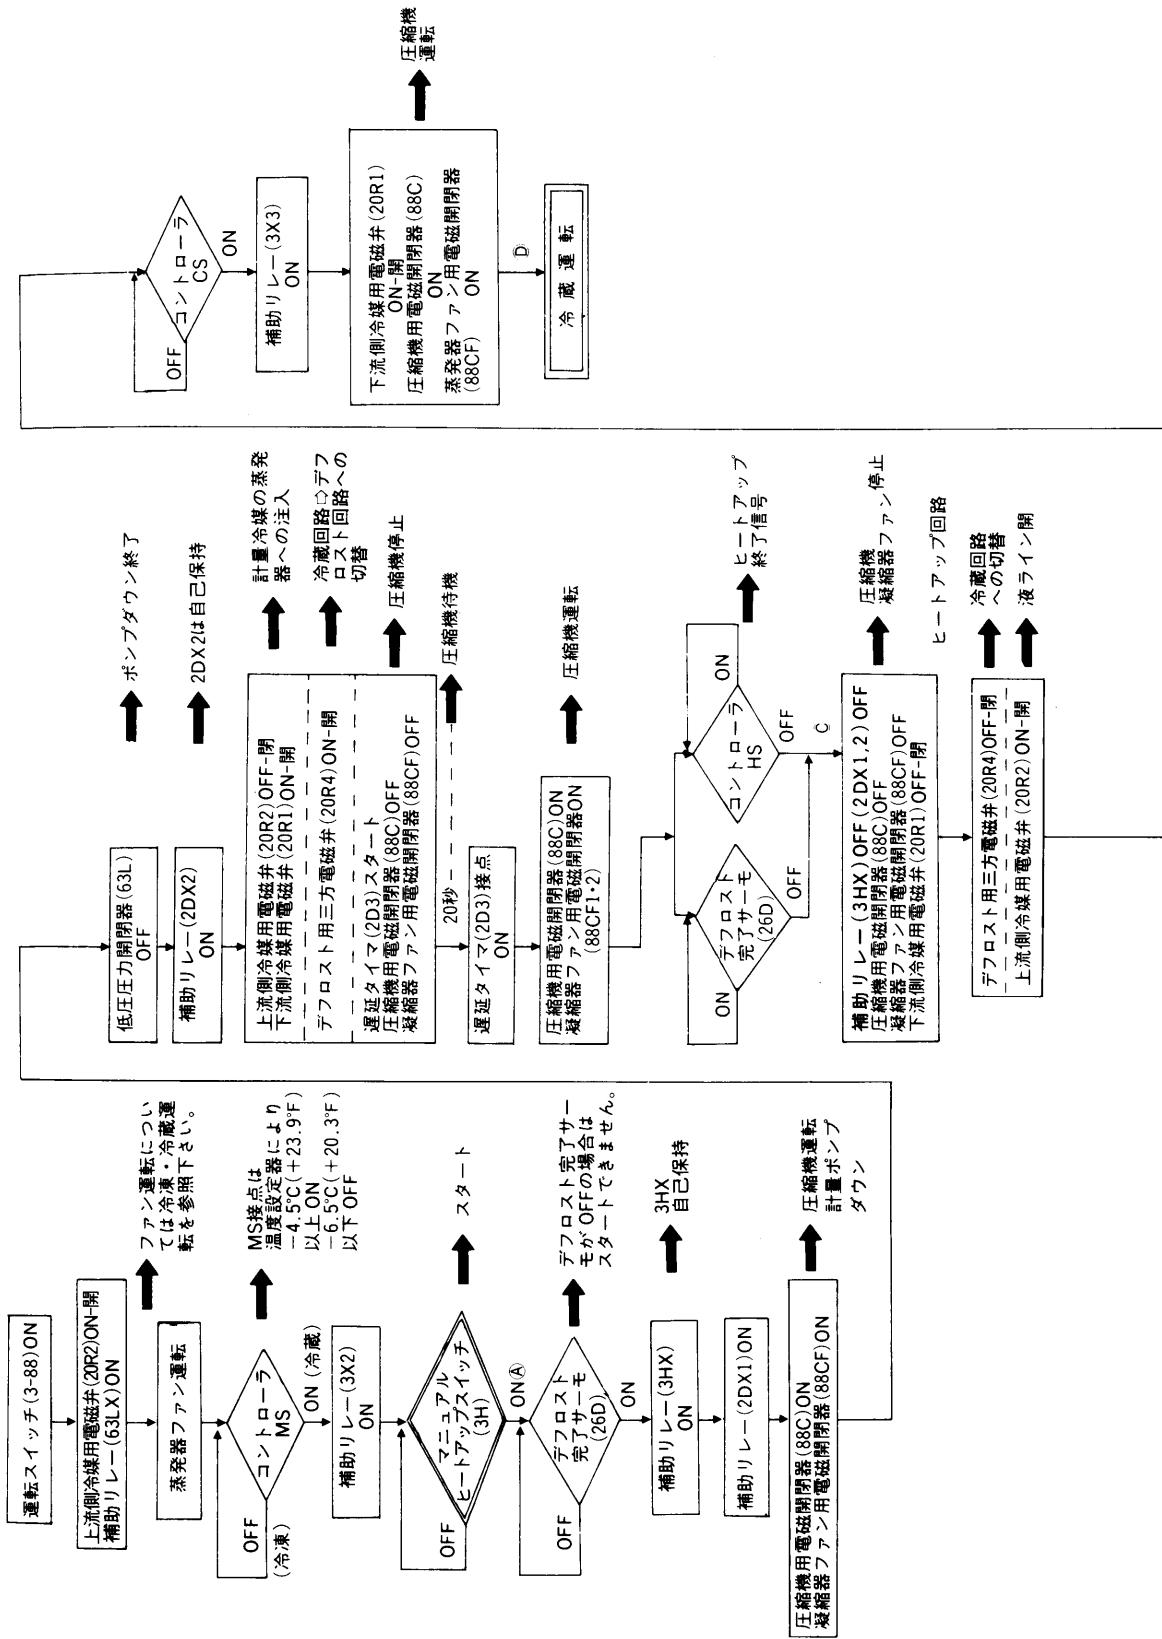 運転スイッチ(3-88)ON
上流側冷媒用電磁弁(20R2)ON-開
補助リレー(63LX)ON
ファン運転につい
ては冷凍・冷蔵運
転を参照下さい。
蒸発器ファン運転
コントローラ
MS
OFF
(冷凍)
ON (冷蔵)
MS接点は
温度設定器により
−4.5°C(+23.9°F)
以上 ON
−6.5°C(+20.3°F)
以下 OFF
補助リレー(3X2)
ON
マニュアル
ヒートアップスイッチ
(3H)
OFF
ONⒶ
スタート
デフロスト
完了サーモ
(26D)
OFF
ON
デフロスト完了サー
モが OFFの場合は
スタートできません。
補助リレー(3HX)
ON
3HX
自己保持
補助リレー(2DX1)ON
圧縮機用電磁開閉器(88C)ON
凝縮器ファン用電磁開閉器(88CF)ON
圧縮機運転
計量ポンプ
ダウン
低圧圧力開閉器(63L)
OFF
ポンプダウン終了
補助リレー(2DX2)
ON
2DX2は自己保持
上流側冷媒用電磁弁(20R2)OFF-閉
下流側冷媒用電磁弁(20R1)ON-開
計量冷媒の蒸発
器への注入
デフロスト用三方電磁弁(20R4)ON-開
冷蔵回路⇨デフ
ロスト回路への
切替
遅延タイマ(2D3)スタート
圧縮機用電磁開閉器(88C)OFF
凝縮器ファン用電磁開閉器(88CF)OFF
圧縮機停止
20秒
圧縮機待機
遅延タイマ(2D3)接点
ON
圧縮機用電磁開閉器(88C)ON
凝縮器ファン用電磁開閉器ON
(88CF1・2)
圧縮機運転
デフロスト
完了サーモ
(26D)
ON
OFF
コントローラ
HS
ON
OFF
ヒートアップ
終了信号
C
補助リレー(3HX)OFF(2DX1,2)OFF
圧縮機用電磁開閉器(88C)OFF
凝縮器ファン用電磁開閉器(88CF)OFF
下流側冷媒用電磁弁(20R1)OFF-閉
圧縮機
凝縮器ファン停止
ヒートアップ回路
デフロスト用三方電磁弁(20R4)OFF-閉
冷蔵回路
への切替
上流側冷媒用電磁弁(20R2)ON-開
液ライン開
コントローラ
CS
OFF
ON
補助リレー(3X3)
ON
下流側冷媒用電磁弁(20R1)
ON-開
圧縮機用電磁開閉器(88C)
ON
蒸発器ファン用電磁開閉器
(88CF) ON
圧縮機
運転
D
冷蔵運転